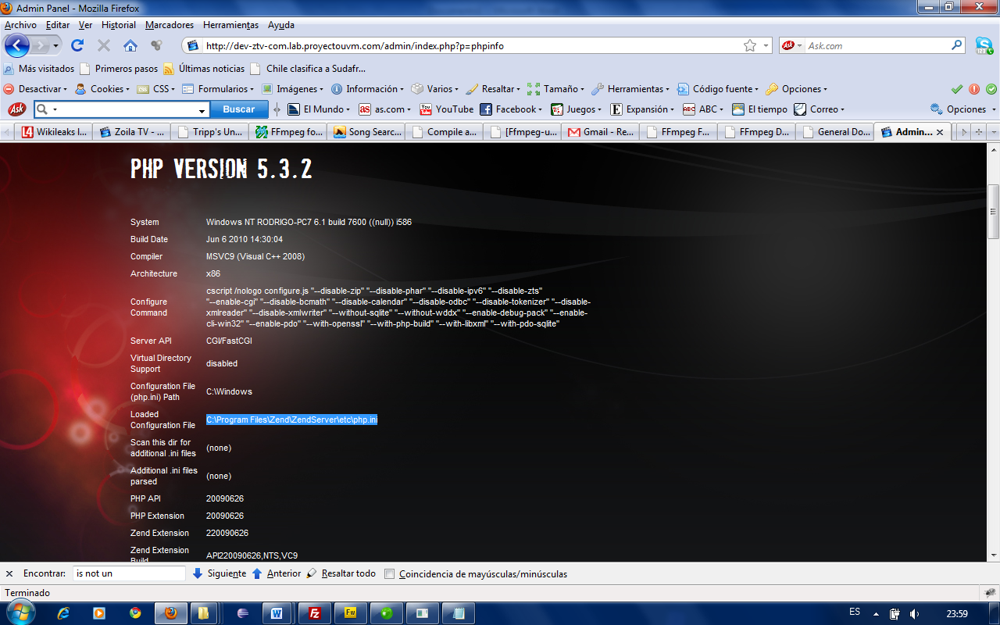 Admin Panel - Mozilla Firefox
Archivo Editar Ver Historial Marcadores Herramientas Ayuda
http://dev-ztv-com.lab.proyectouvm.com/admin/index.php?p=phpinfo
Ask Ask.com
Más visitados Primeros pasos Últimas noticias Chile clasifica a Sudafr...
Desactivar Cookies CSS Formularios Imágenes Información Varios Resaltar Tamaño Herramientas Código fuente Opciones
Ask Buscar El Mundo as as.com You Tube YouTube Facebook Juegos E Expansión ABC ABC El tiempo Correo Opciones
Wikileaks l... Zoila TV - ... Tripp's Un... FFmpeg fo... Song Searc... Compile a... [Ffmpeg-u... Gmail - Re... FFmpeg F... FFmpeg D... General Do... Admin...
PHP VERSION 5.3.2
System Windows NT RODRIGO-PC7 6.1 build 7600 ((null)) i586
Build Date Jun 6 2010 14:30:04
Compiler MSVC9 (Visual C++ 2008)
Architecture x86
Configure Command
cscript /nologo configure.js "--disable-zip" "--disable-phar" "--disable-ipv6" "--disable-zts"
"--enable-cgi" "--disable-bcmath" "--disable-calendar" "--disable-odbc" "--disable-tokenizer" "--disable-
xmlreader" "--disable-xmlwriter" "--without-sqlite" "--without-wddx" "--enable-debug-pack" "--enable-
cli-win32" "--enable-pdo" "--with-openssl" "--with-php-build" "--with-libxml" "--with-pdo-sqlite"
Server API CGI/FastCGI
Virtual Directory
Support
disabled
Configuration File
(php.ini) Path
C:\Windows
Loaded
Configuration File
C:\Program Files\Zend\ZendServer\etc\php.ini
Scan this dir for
additional .ini files
(none)
Additional .ini files
parsed
(none)
PHP API 20090626
PHP Extension 20090626
Zend Extension 220090626
Zend Extension
Build
API220090626,NTS,VC9
Encontrar: is not un Siguiente Anterior Resaltar todo Coincidencia de mayúsculas/minúsculas
Terminado
W Fz Fw ES 23:59